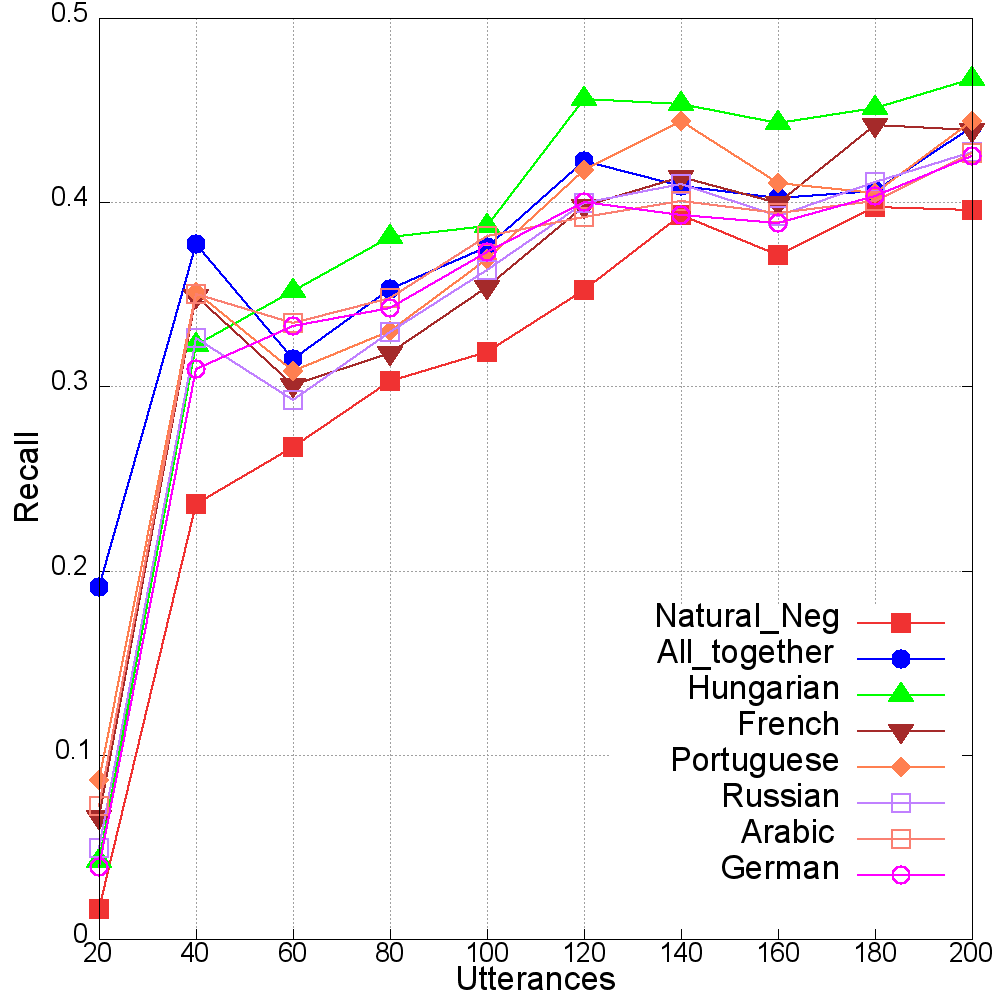 0.5
0.4
0.3
0.2
0.1
0
Recall
20 40 60 80 100 120 140 160 180 200
Utterances
Natural_Neg
All_together
Hungarian
French
Portuguese
Russian
Arabic
German